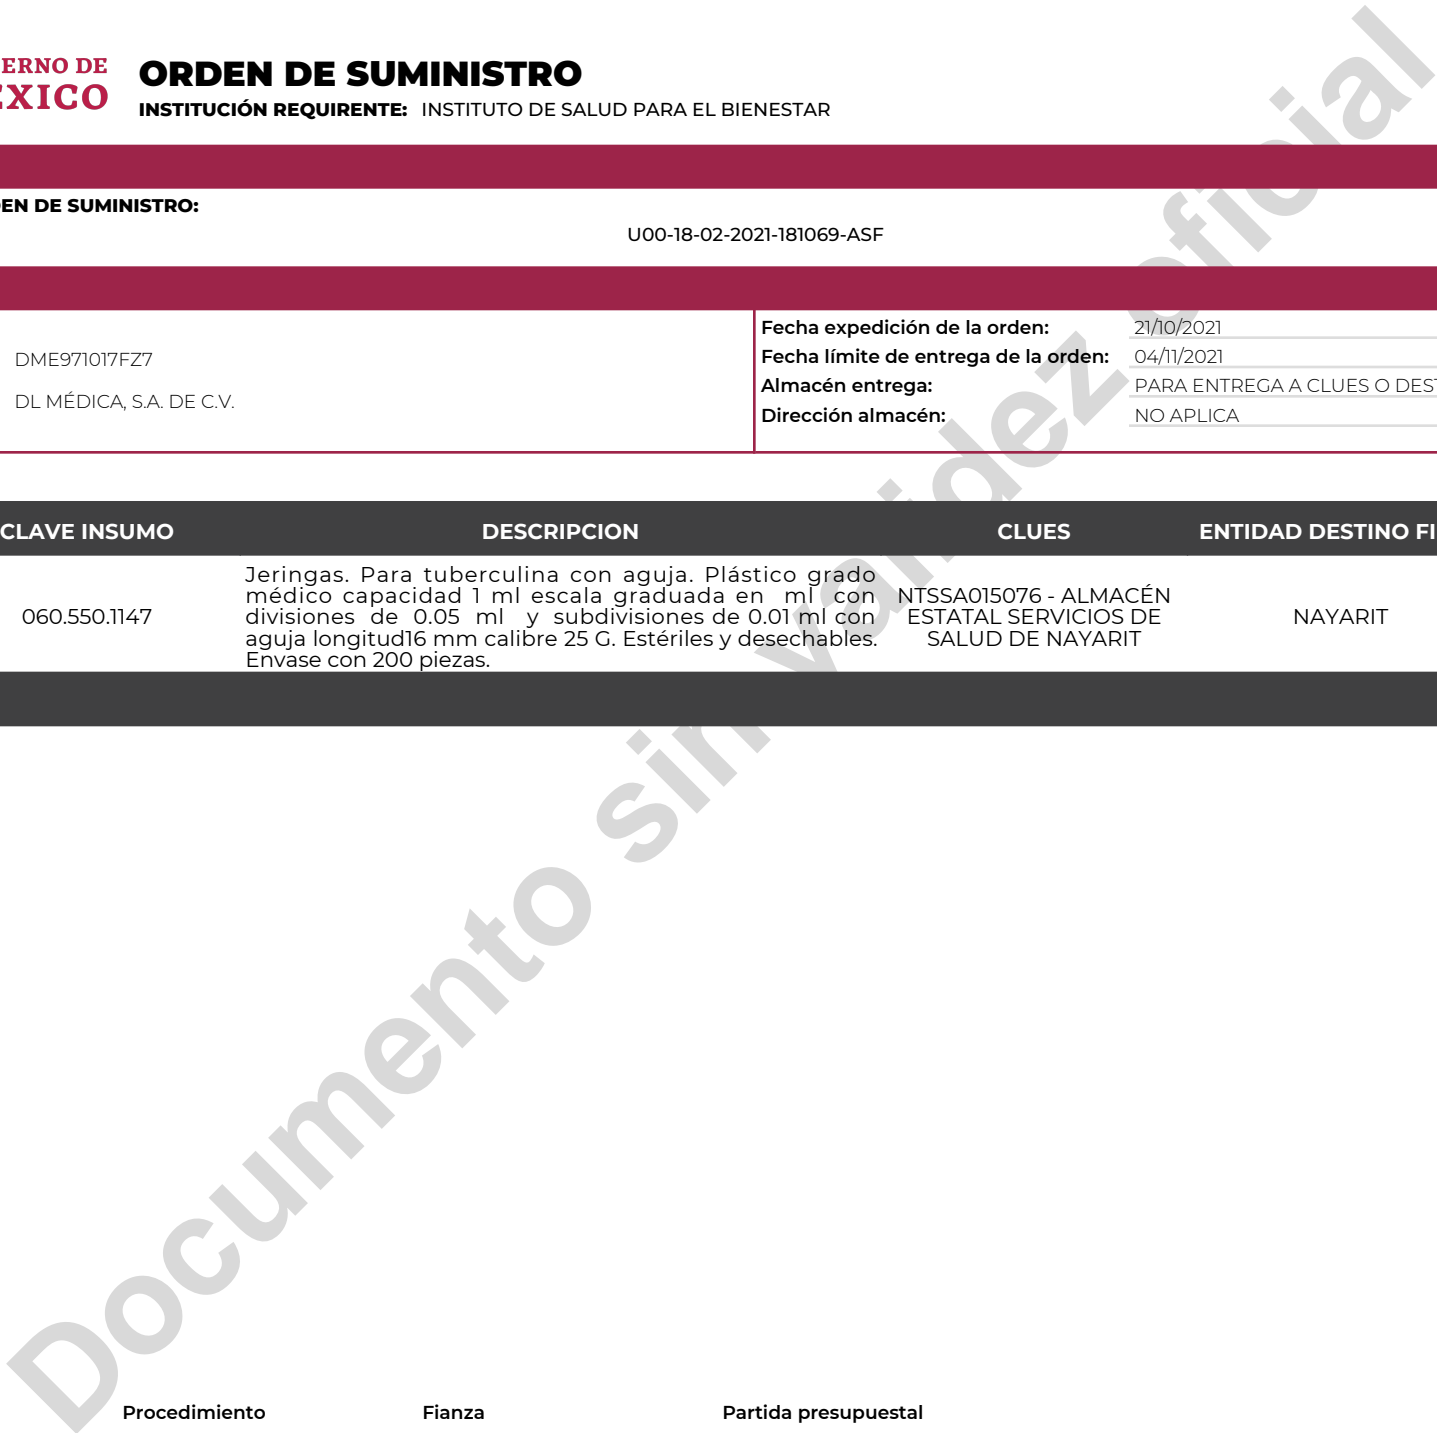 ERNO DE
EXICO
ORDEN DE SUMINISTRO
INSTITUCIÓN REQUIRENTE: INSTITUTO DE SALUD PARA EL BIENESTAR
EN DE SUMINISTRO:
U00-18-02-2021-181069-ASF
DME971017FZ7
DL MÉDICA, S.A. DE C.V.
Fecha expedición de la orden: 21/10/2021
Fecha límite de entrega de la orden: 04/11/2021
Almacén entrega: PARA ENTREGA A CLUES O DEST
Dirección almacén: NO APLICA
CLAVE INSUMO DESCRIPCION CLUES ENTIDAD DESTINO FI
060.550.1147
Jeringas. Para tuberculina con aguja. Plástico grado
médico capacidad 1 ml escala graduada en ml con
divisiones de 0.05 ml y subdivisiones de 0.01 ml con
aguja longitud16 mm calibre 25 G. Estériles y desechables.
Envase con 200 piezas.
NTSSA015076 - ALMACÉN
ESTATAL SERVICIOS DE
SALUD DE NAYARIT
NAYARIT
Documento sin validez oficial
Procedimiento Fianza Partida presupuestal